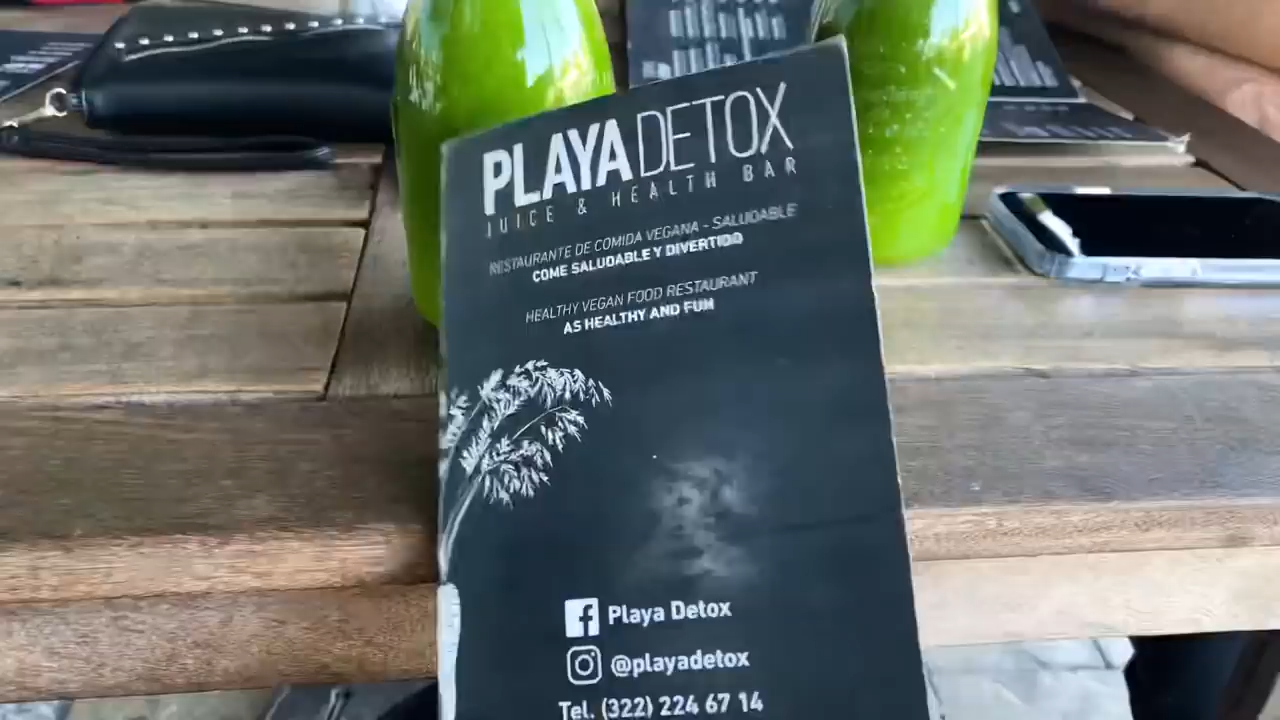 PLAYA DETOX
JUICE & HEALTH BAR
RESTAURANTE DE COMIDA VEGANA - SALUDABLE
COME SALUDABLE Y DIVERTIDO
HEALTHY VEGAN FOOD RESTAURANT
AS HEALTHY AND FUN
Playa Detox
@playadetox
Tel. (322) 224 67 14